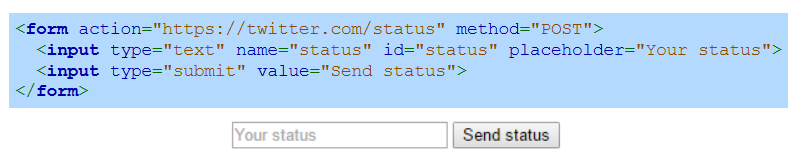 <form action="https://twitter.com/status" method="POST">
  <input type="text" name="status" id="status" placeholder="Your status">
  <input type="submit" value="Send status">
</form>
Your status Send status